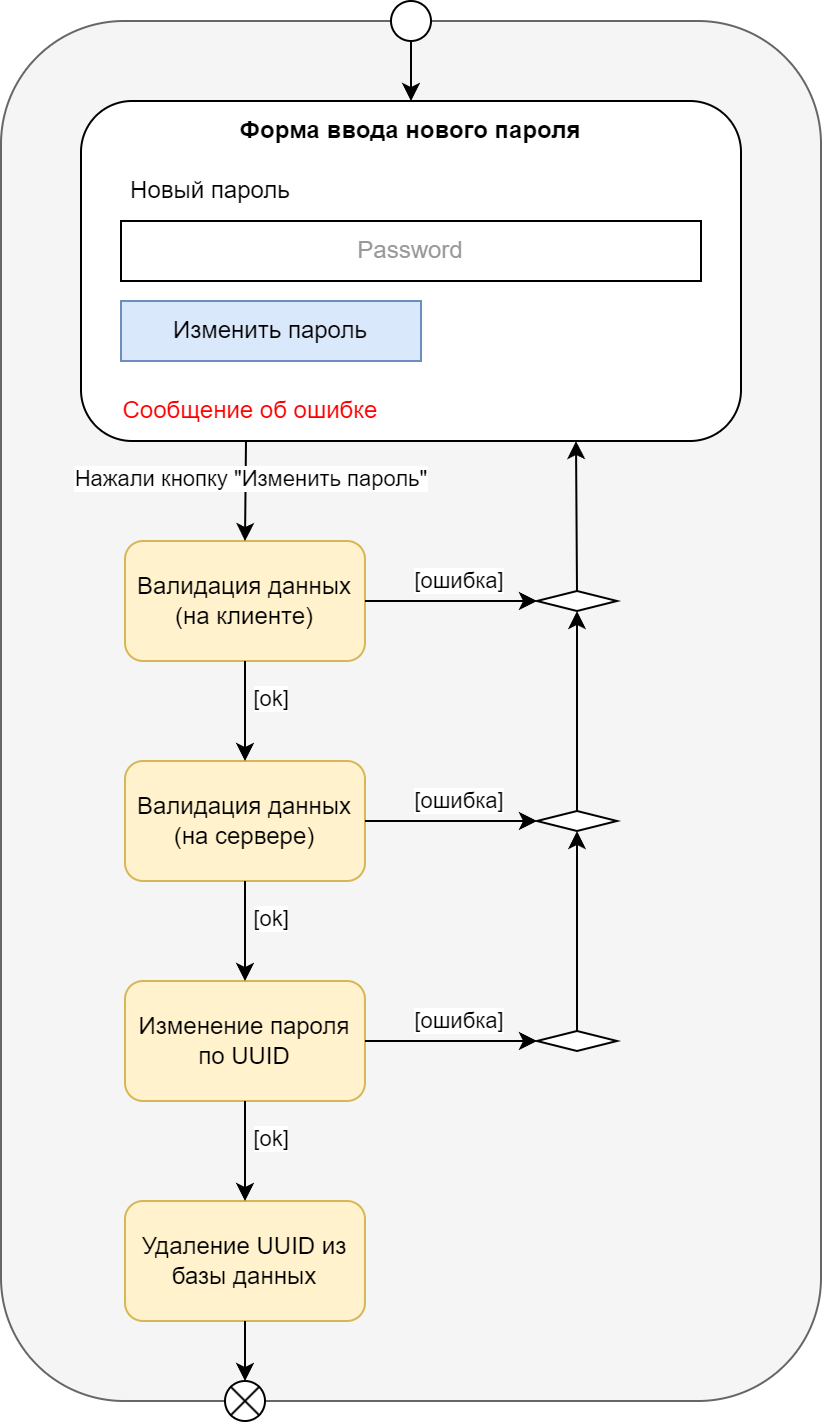 Форма ввода нового пароля
Новый пароль
Password
Изменить пароль
Сообщение об ошибке
Нажали кнопку "Изменить пароль"
Валидация данных
(на клиенте)
[ошибка]
[ok]
Валидация данных
(на сервере)
[ошибка]
[ok]
Изменение пароля
по UUID
[ошибка]
[ok]
Удаление UUID из
базы данных